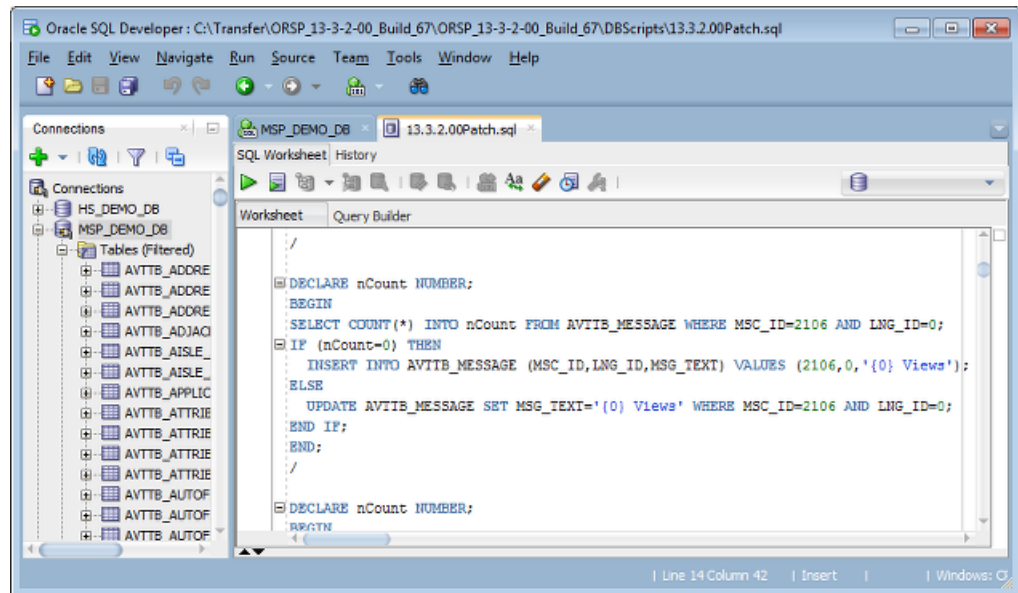 Oracle SQL Developer : C:\Transfer\ORSP_13-3-2-00_Build_67\ORSP_13-3-2-00_Build_67\DBScripts\13.3.2.00Patch.sql
File Edit View Navigate Run Source Team Tools Window Help
Connections
MSP_DEMO_DB
13.3.2.00Patch.sql
SQL Worksheet History
Connections
HS_DEMO_DB
MSP_DEMO_DB
Tables (Filtered)
AVTTB_ADDRE
AVTTB_ADDRE
AVTTB_ADDRE
AVTTB_ADJACI
AVTTB_AISLE_
AVTTB_AISLE_
AVTTB_APPLIC
AVTTB_ATTRIE
AVTTB_ATTRIE
AVTTB_ATTRIE
AVTTB_ATTRIE
AVTTB_AUTOF
AVTTB_AUTOF
AVTTB_AUTOF
Worksheet Query Builder
/
DECLARE nCount NUMBER;
BEGIN
SELECT COUNT(*) INTO nCount FROM AVTTB_MESSAGE WHERE MSC_ID=2106 AND LNG_ID=0;
IF (nCount=0) THEN
INSERT INTO AVTTB_MESSAGE (MSC_ID,LNG_ID,MSG_TEXT) VALUES (2106,0,'{0} Views');
ELSE
UPDATE AVTTB_MESSAGE SET MSG_TEXT='{0} Views' WHERE MSC_ID=2106 AND LNG_ID=0;
END IF;
END;
/
DECLARE nCount NUMBER;
BEGIN
| Line 14 Column 42 | Insert | | Windows: